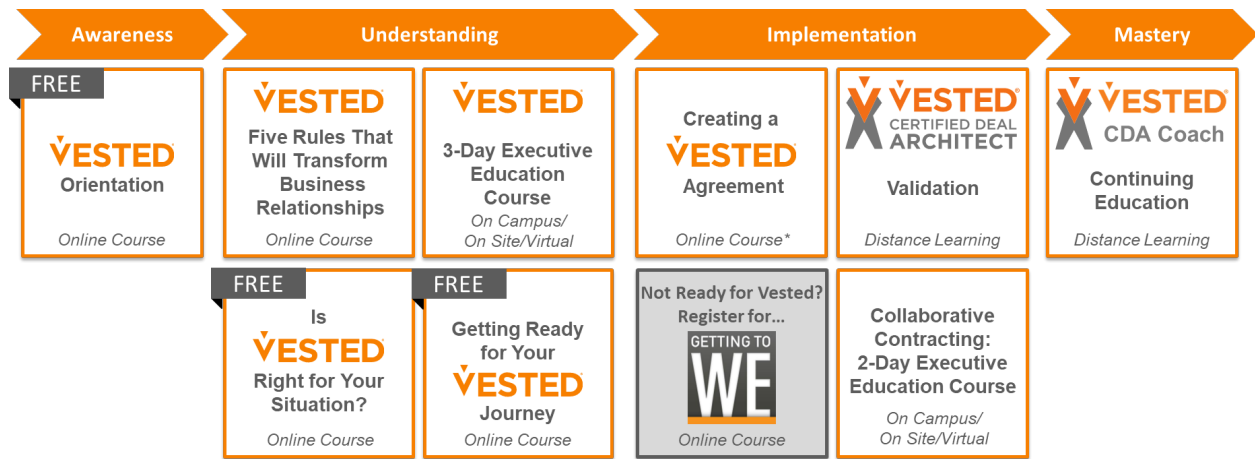 Awareness
Understanding
Implementation
Mastery
FREE
VESTED
Orientation
Online Course
VESTED®
Five Rules That
Will Transform
Business
Relationships
Online Course
VESTED®
3-Day Executive
Education
Course
On Campus/
On Site/Virtual
Creating a
VESTED®
Agreement
Online Course*
VESTED®
CERTIFIED DEAL
ARCHITECT
Validation
Distance Learning
VESTED®
CDA Coach
Continuing
Education
Distance Learning
FREE
Is
VESTED®
Right for Your
Situation?
Online Course
FREE
Getting Ready
for Your
VESTED®
Journey
Online Course
Not Ready for Vested?
Register for...
GETTING TO
WE
Online Course
Collaborative
Contracting:
2-Day Executive
Education Course
On Campus/
On Site/Virtual